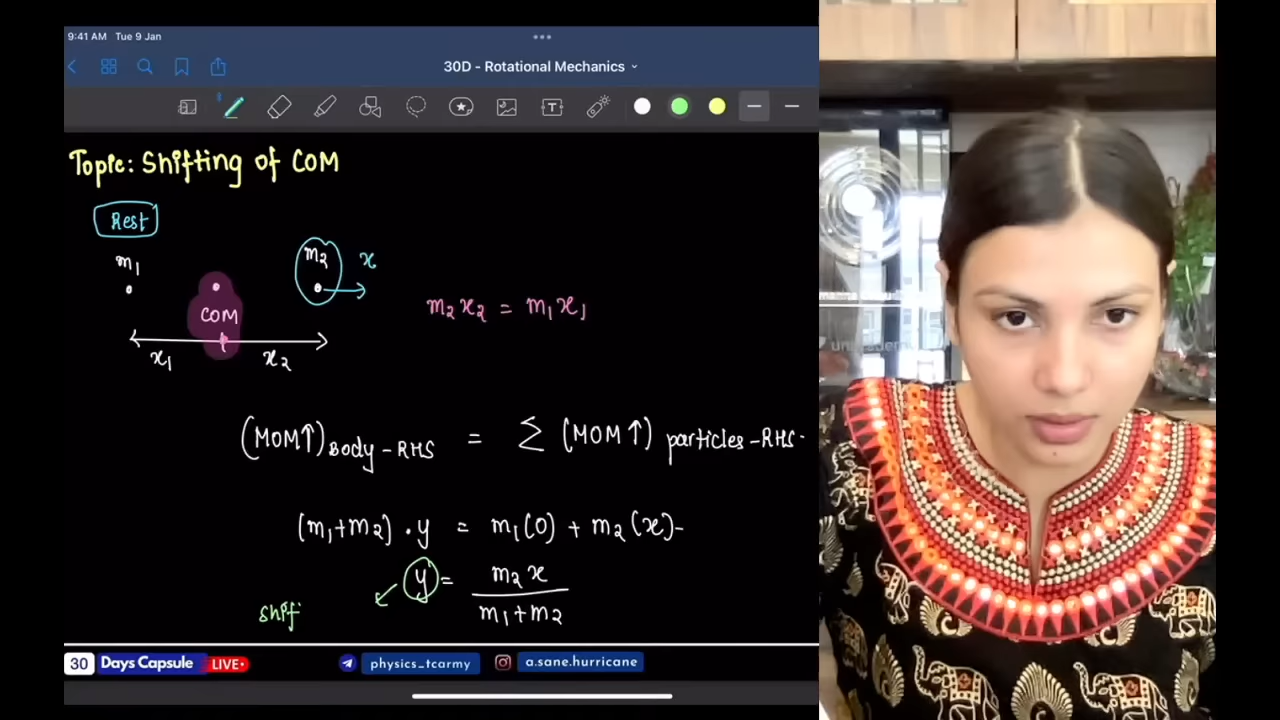 9:41 AM Tue 9 Jan
30D - Rotational Mechanics
Topic: Shifting of COM
Rest
m₁ m₂ x
COM
x₁ x₂
m₂x₂ = m₁x₁
(MOM↑)Body-RHS = Σ (MOM↑) particles-RHS.
(m₁+m₂) . y = m₁(0) + m₂(x)-
y = m₂x
m₁+m₂
shif
30 Days Capsule LIVE physics_tcarmy a.sane.hurricane